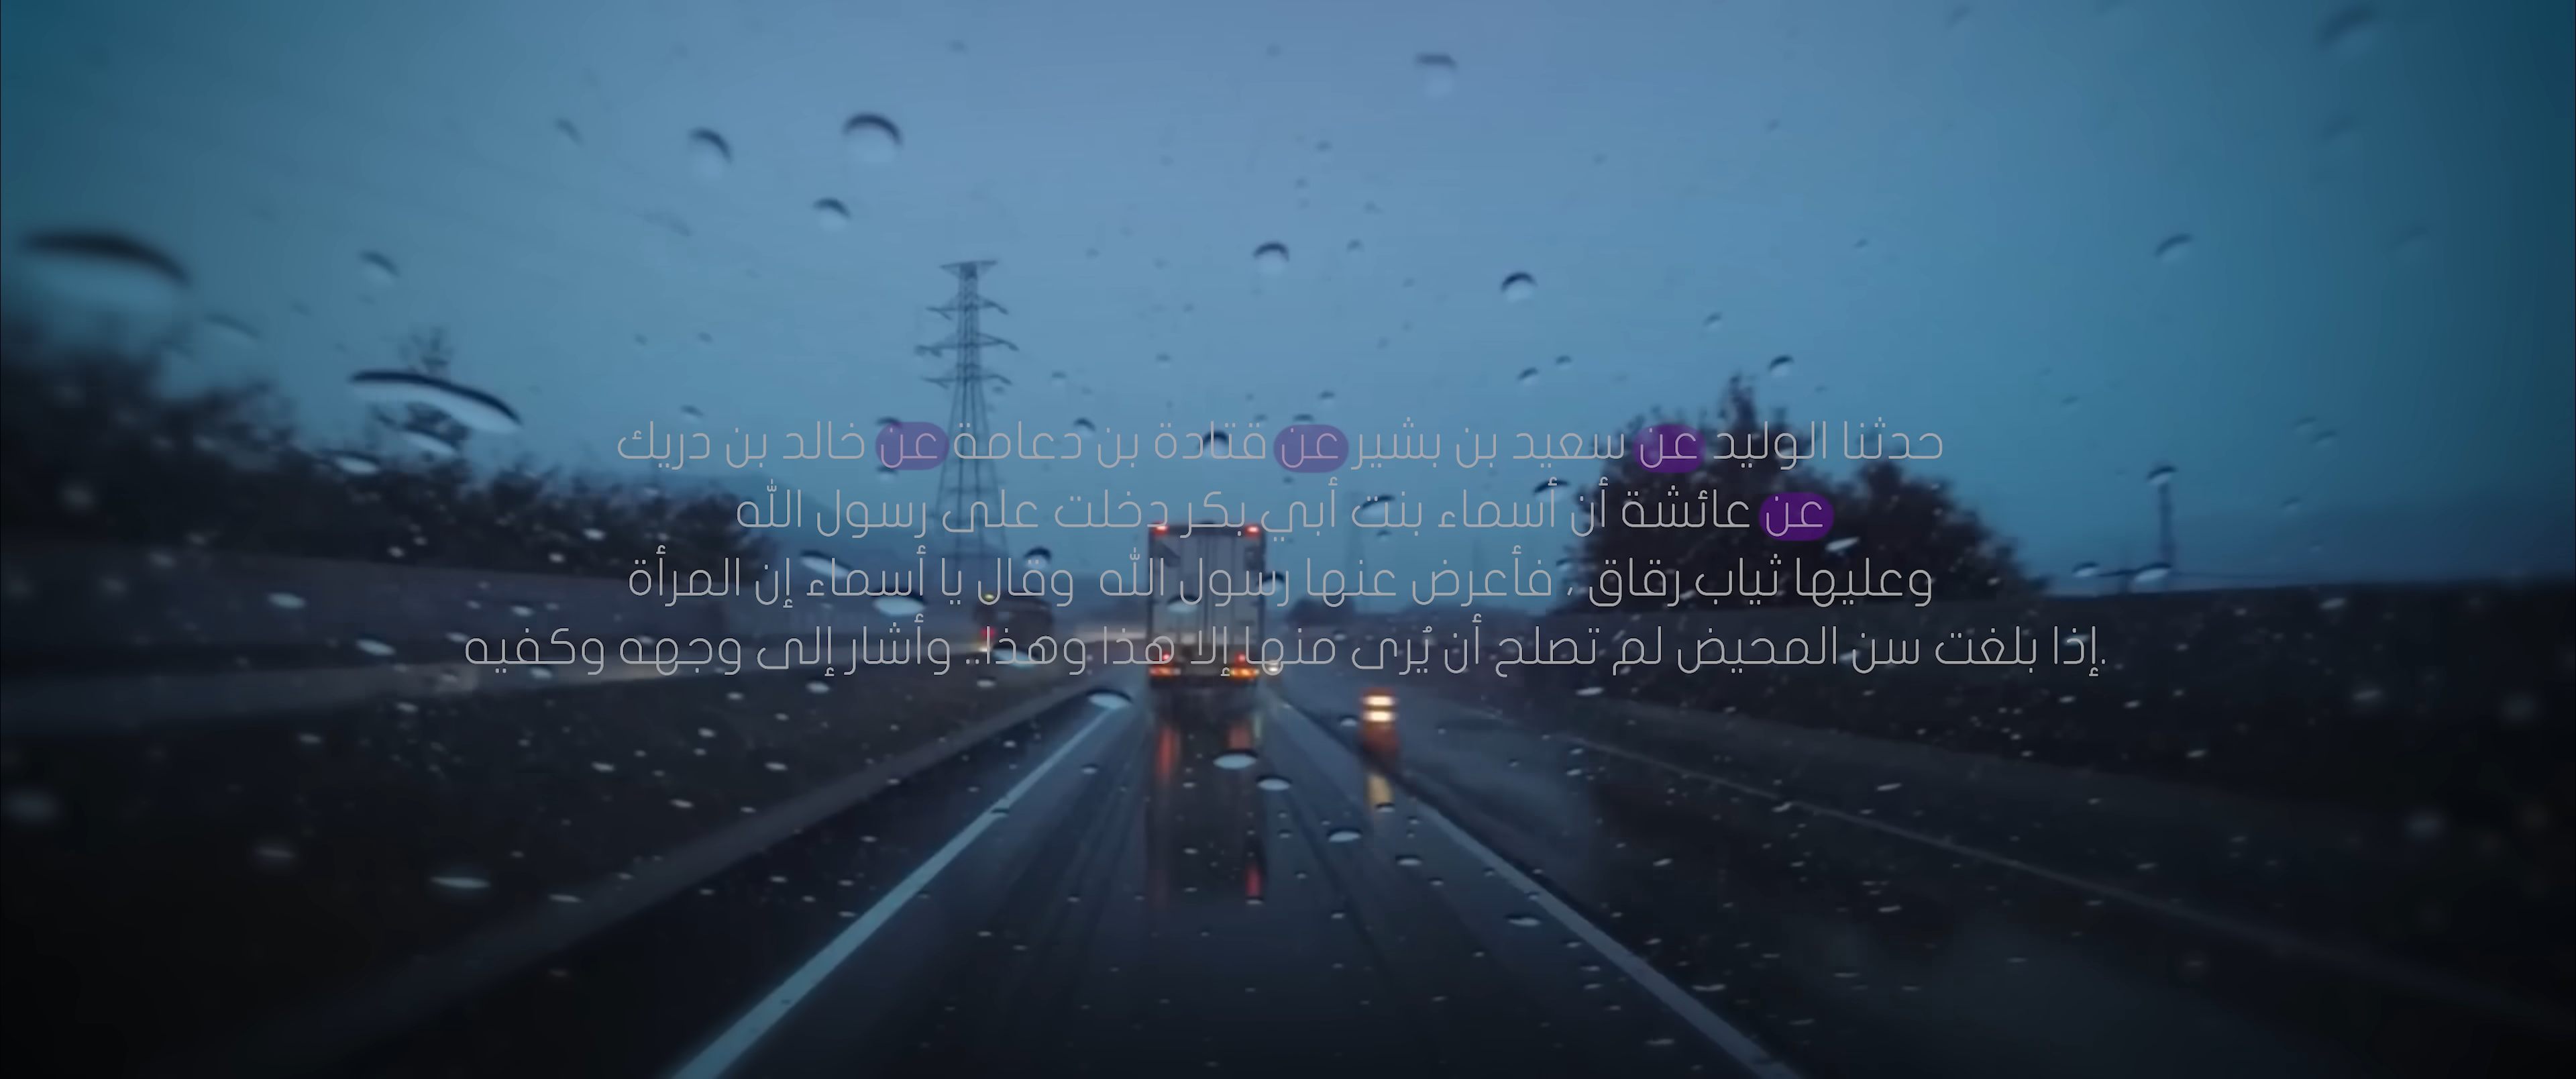 حدثنا الوليد عن سعيد بن بشير عن قتادة بن دعامة عن خالد بن دريك
عن عائشة أن أسماء بنت أبي بكر دخلت على رسول الله
وعليها ثياب رقاق , فأعرض عنها رسول الله وقال يا أسماء إن المرأة
.إذا بلغت سن المحيض لم تصلح أن يُرى منها إلا هذا وهذا.. وأشار إلى وجهه وكفيه